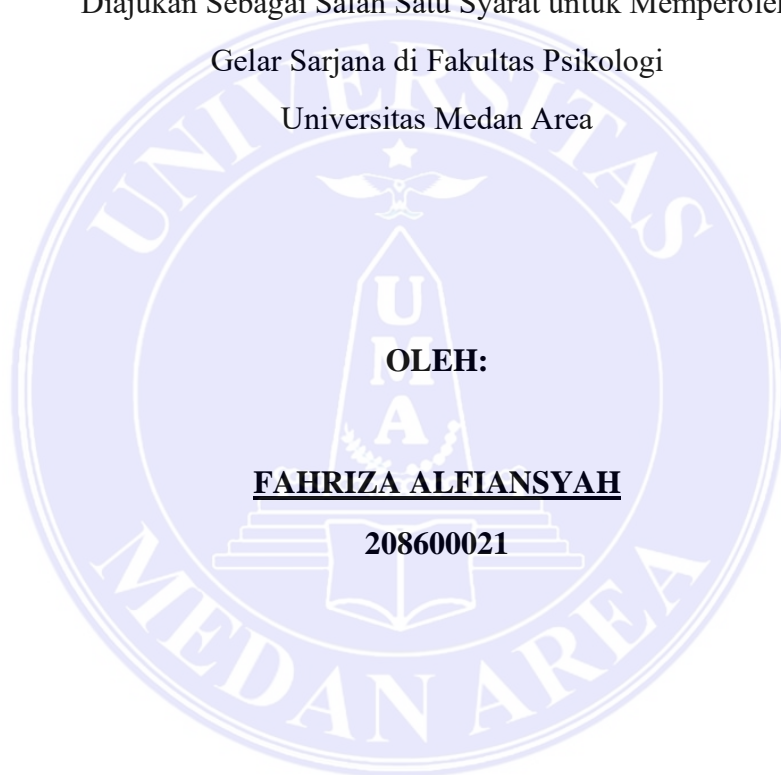 Diajukan Sebagai Salah Satu Syarat untuk Memperoleh
Gelar Sarjana di Fakultas Psikologi
Universitas Medan Area
UNIVERSITAS
UMA
OLEH:
FAHRIZA ALFIANSYAH
208600021
MEDAN AREA